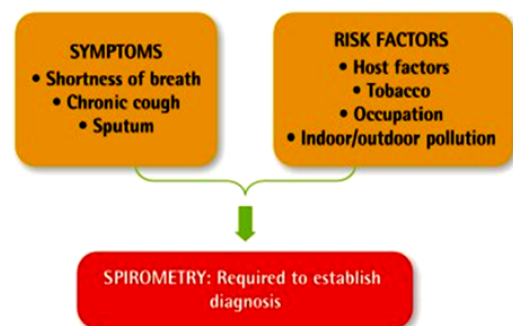 SYMPTOMS
• Shortness of breath
• Chronic cough
• Sputum
RISK FACTORS
• Host factors
• Tobacco
• Occupation
• Indoor/outdoor pollution
SPIROMETRY: Required to establish
diagnosis